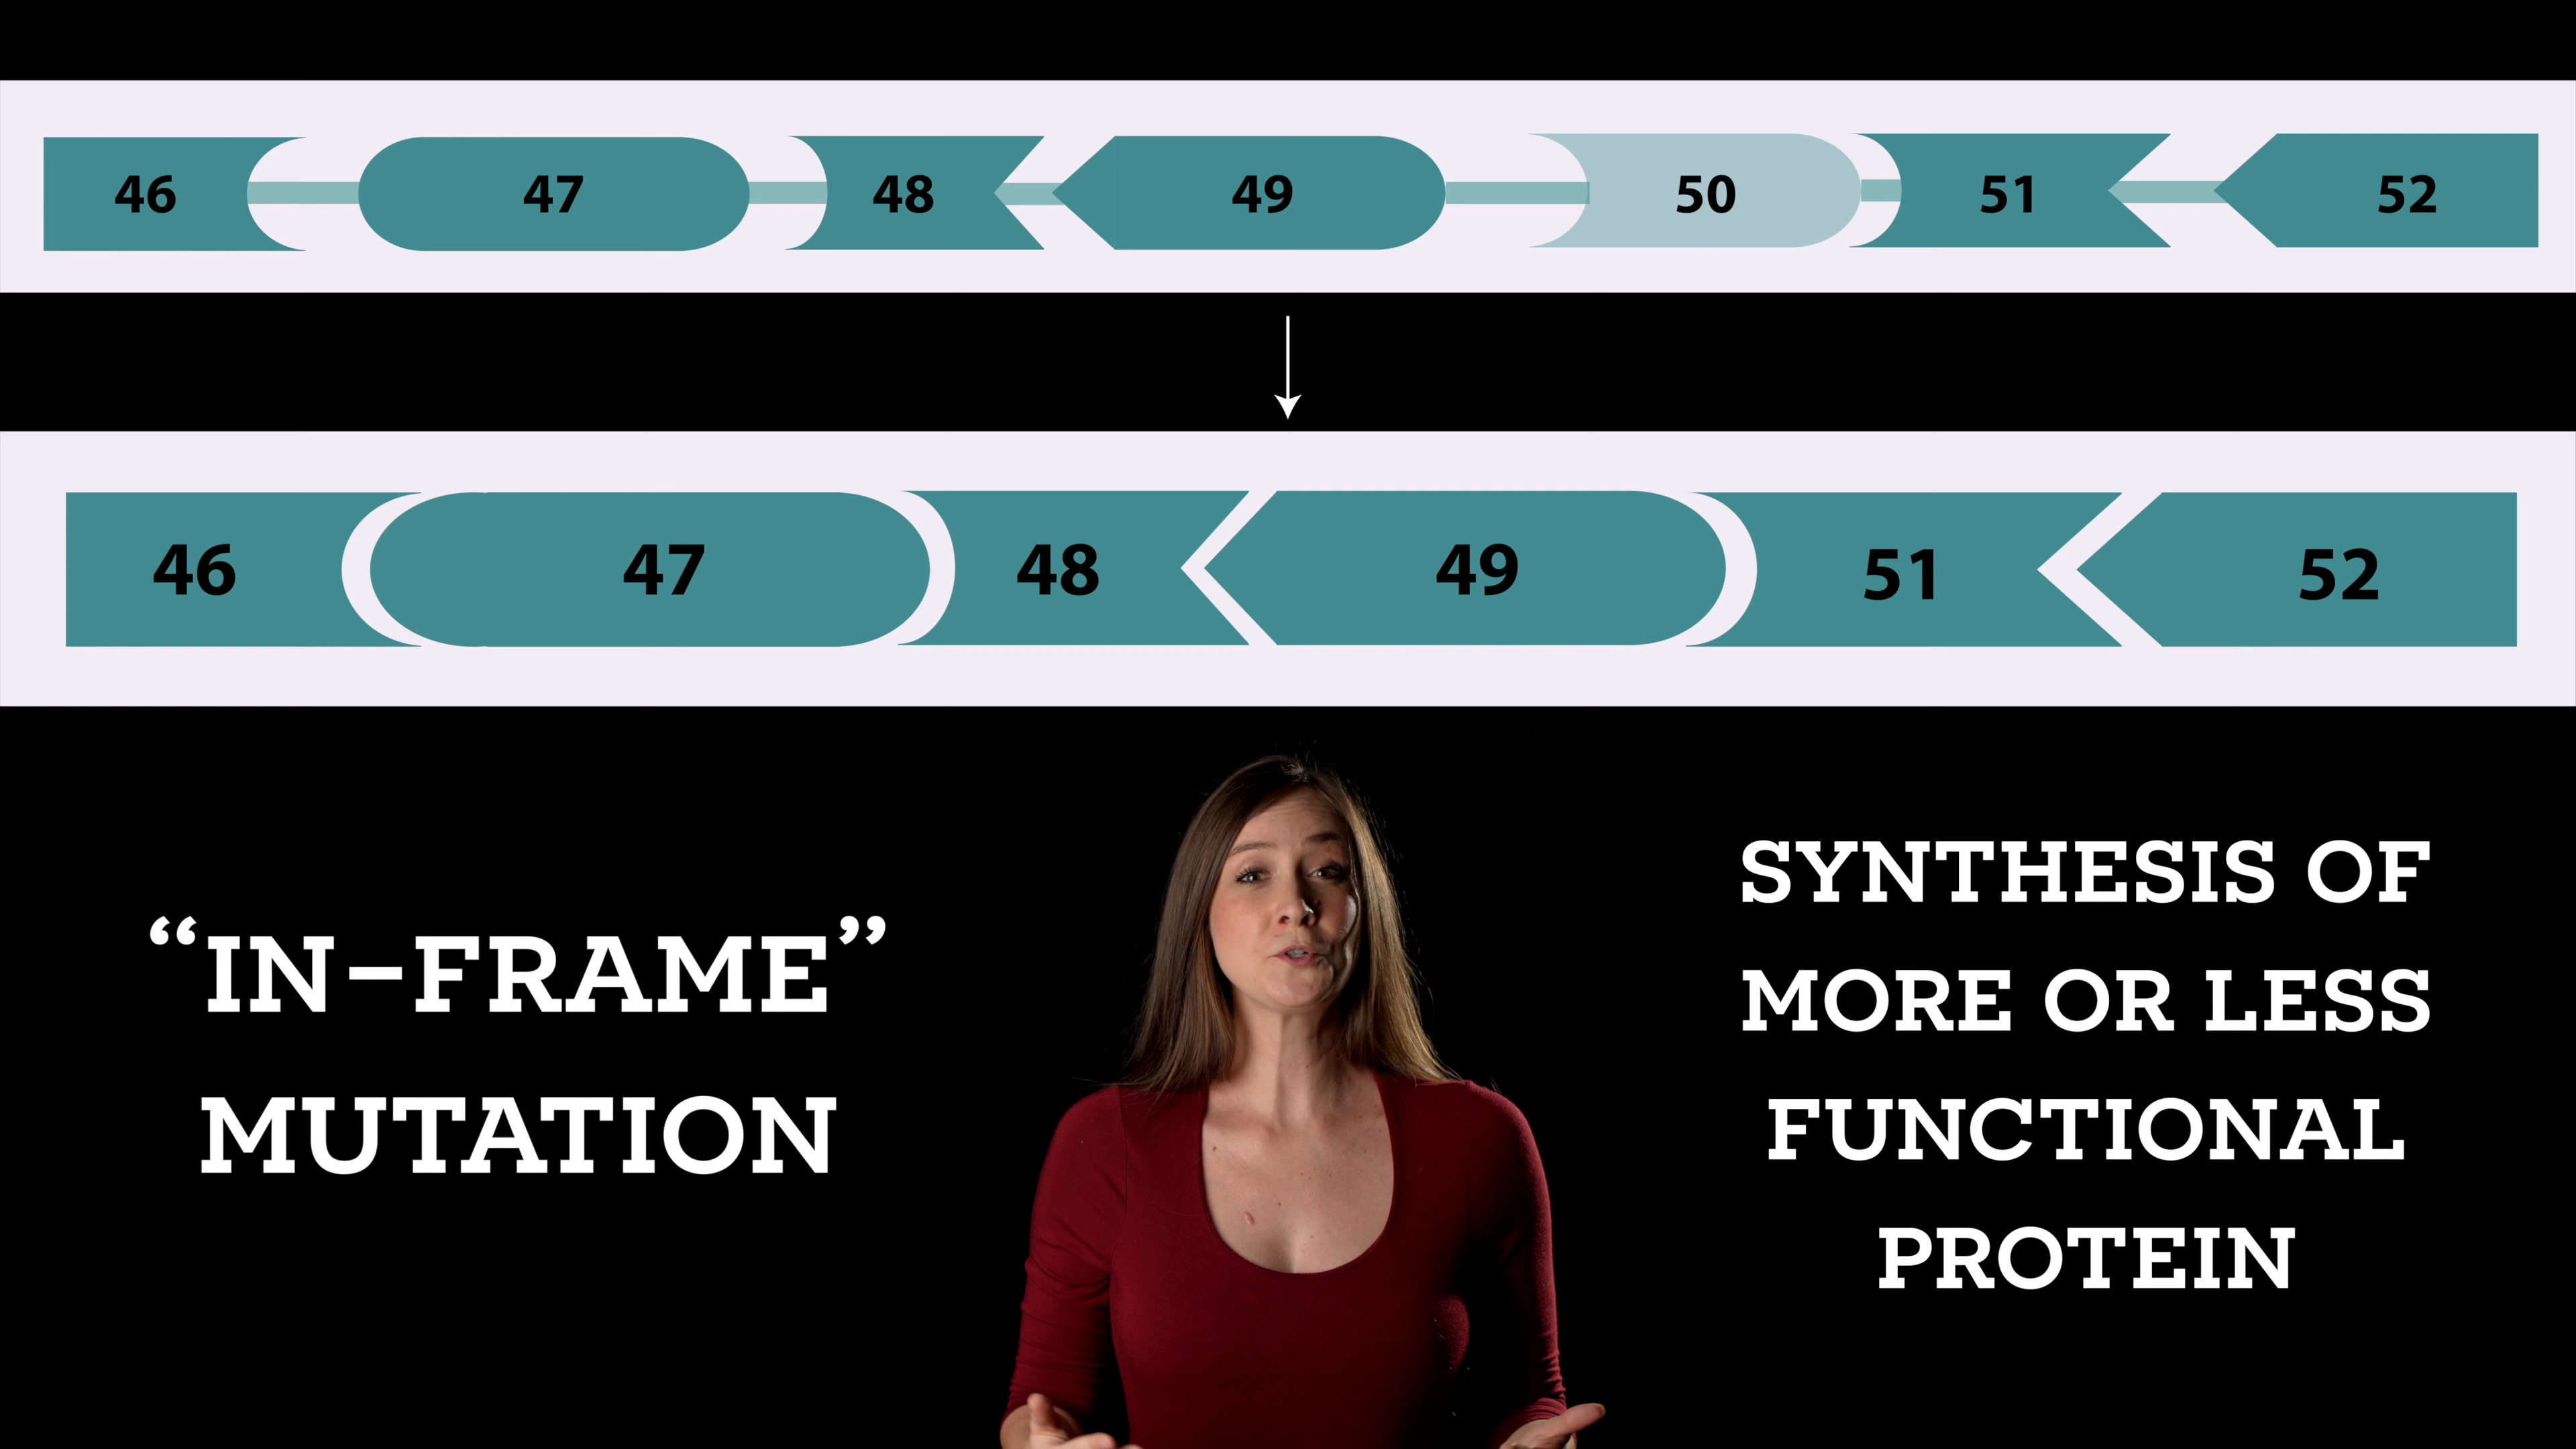 46 47 48 49 50 51 52
46 47 48 49 51 52
“IN-FRAME”
MUTATION
SYNTHESIS OF
MORE OR LESS
FUNCTIONAL
PROTEIN